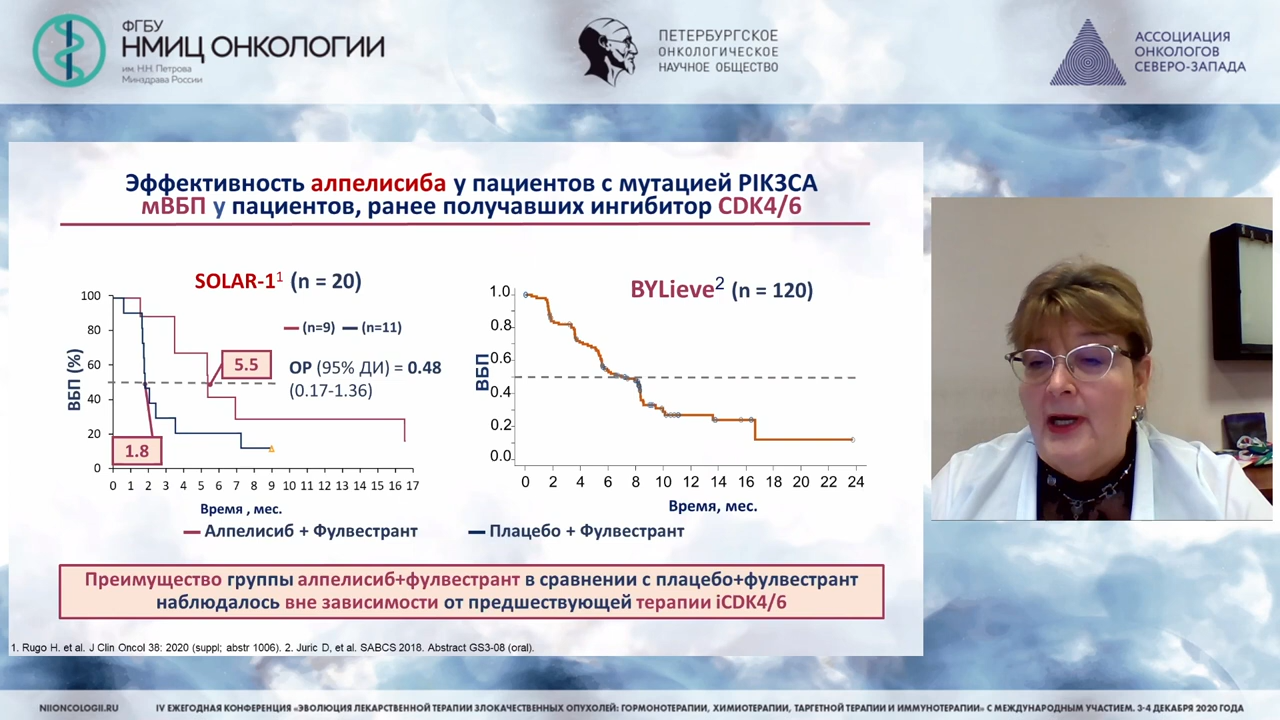 ФГБУ
НМИЦ ОНКОЛОГИИ
им. Н.Н. Петрова
Минздрава России
ПЕТЕРБУРГСКОЕ
ОНКОЛОГИЧЕСКОЕ
НАУЧНОЕ ОБЩЕСТВО
АССОЦИАЦИЯ
ОНКОЛОГОВ
СЕВЕРО-ЗАПАДА
Эффективность алпелисиба у пациентов с мутацией PIK3CA
мВБП у пациентов, ранее получавших ингибитор CDK4/6
SOLAR-1¹ (n = 20)
100
80
60
40
20
0
ВБП (%)
(n=9) (n=11)
5.5
ОР (95% ДИ) = 0.48
(0.17-1.36)
1.8
0 1 2 3 4 5 6 7 8 9 10 11 12 13 14 15 16 17
Время , мес.
BYLieve² (n = 120)
1.0
0.8
0.6
0.4
0.2
0.0
ВБП
0 2 4 6 8 10 12 14 16 18 20 22 24
Время, мес.
Алпелисиб + Фулвестрант
Плацебо + Фулвестрант
Преимущество группы алпелисиб+фулвестрант в сравнении с плацебо+фулвестрант
наблюдалось вне зависимости от предшествующей терапии iCDK4/6
1. Rugo H. et al. J Clin Oncol 38: 2020 (suppl; abstr 1006). 2. Juric D, et al. SABCS 2018. Abstract GS3-08 (oral).
NIIONCOLOGII.RU
IV ЕЖЕГОДНАЯ КОНФЕРЕНЦИЯ «ЭВОЛЮЦИЯ ЛЕКАРСТВЕННОЙ ТЕРАПИИ ЗЛОКАЧЕСТВЕННЫХ ОПУХОЛЕЙ: ГОРМОНОТЕРАПИИ, ХИМИОТЕРАПИИ, ТАРГЕТНОЙ ТЕРАПИИ И ИММУНОТЕРАПИИ» С МЕЖДУНАРОДНЫМ УЧАСТИЕМ. 3-4 ДЕКАБРЯ 2020 ГОДА